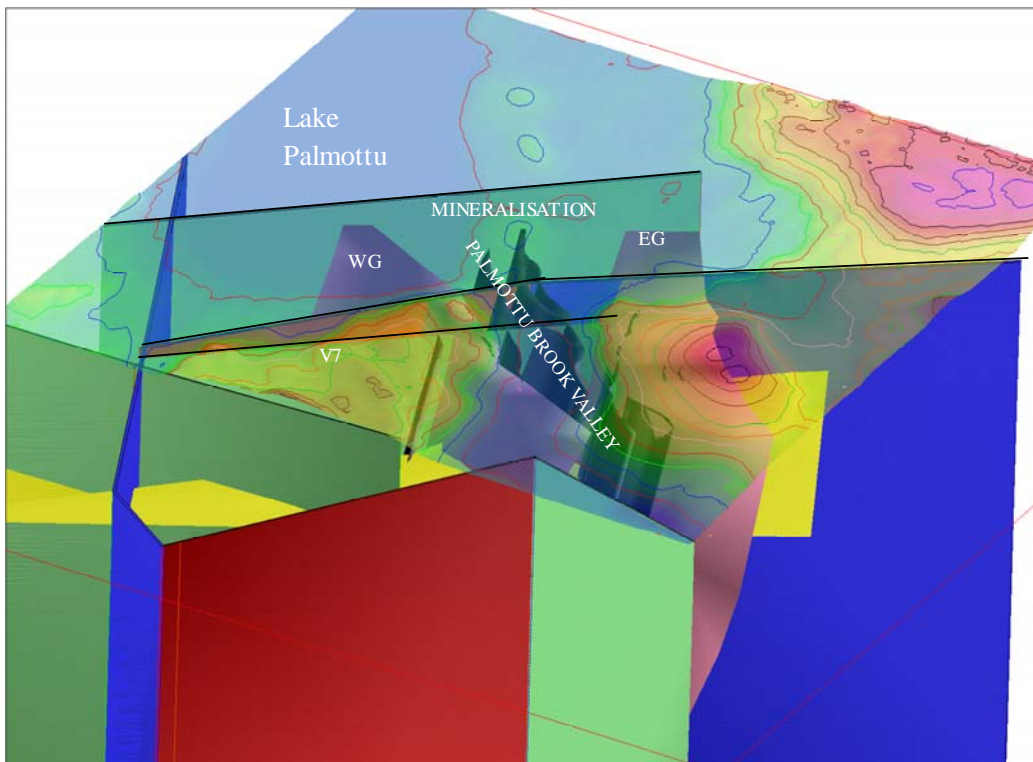 Lake
Palmottu
MINERALISATION
WG
EG
PALMOTTU BROOK VALLEY
V7